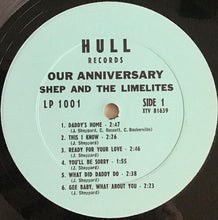 HULL
RECORDS
OUR ANNIVERSARY
SHEP AND THE LIMELITES
LP 1001
SIDE 1
XTV 81639
1. DADDY'S HOME - 2:47
(J. Sheppard, C. Bassett, C. Baskerville)
2. THIS I KNOW - 2:26
(J. Sheppard)
3. READY FOR YOUR LOVE - 2:26
(J. Sheppard)
4. YOU'LL BE SORRY - 1:55
(J. Sheppard)
5. WHAT DID DADDY DO - 2:38
(J. Sheppard)
6. GEE BABY, WHAT ABOUT YOU - 2:23
(J. Sheppard)